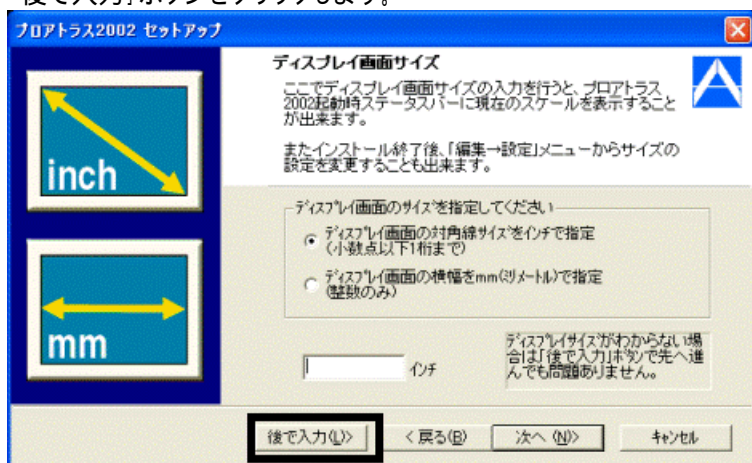 「後で入力」ボタンをクリックします。
プロアトラス2002 セットアップ
ディスプレイ画面サイズ
ここでディスプレイ画面サイズの入力を行うと、プロアトラス
2002起動時ステータスバーに現在のスケールを表示すること
が出来ます。
またインストール終了後、「編集→設定」メニューからサイズの
設定を変更することも出来ます。
inch
mm
ディスプレイ画面のサイズを指定してください
ディスプレイ画面の対角線サイズをインチで指定
(小数点以下1桁まで)
ディスプレイ画面の横幅をmm(ミリメートル)で指定
(整数のみ)
インチ
ディスプレイサイズがわからない場
合は「後で入力」ボタンで先へ進
んでも問題ありません。
後で入力(L)>
< 戻る(B)
次へ (N)>
キャンセル